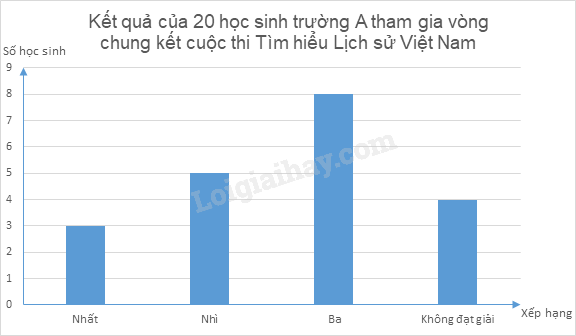 Kết quả của 20 học sinh trường A tham gia vòng
chung kết cuộc thi Tìm hiểu Lịch sử Việt Nam
Số học sinh
9
8
7
6
5
4
3
2
1
0
Loigiaihay.com
Nhất
Nhì
Ba
Không đạt giải
Xếp hạng